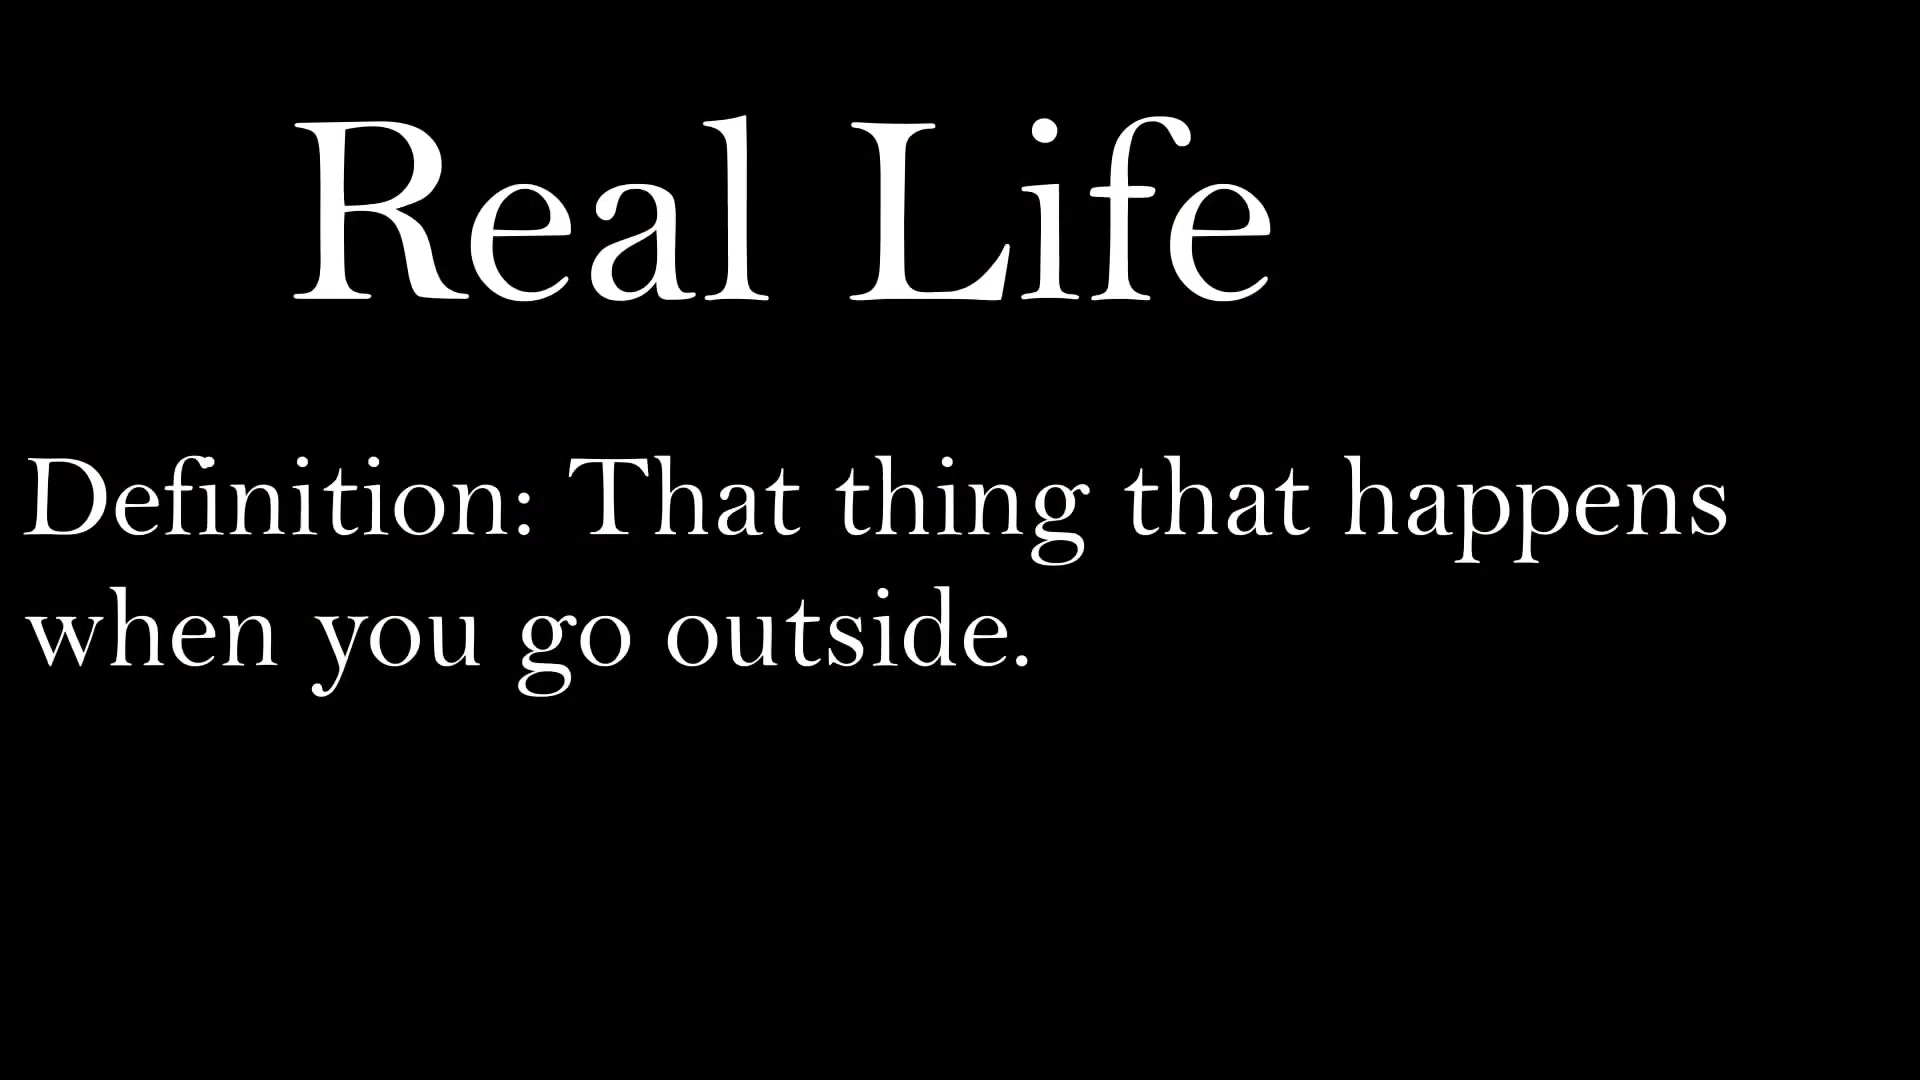 Real Life
Definition: That thing that happens
when you go outside.